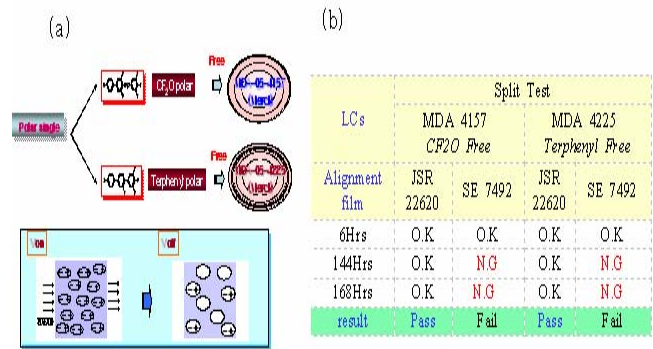 (a)
(b)
Free
CF2O polar
Polar single
Free
Terphenyl polar
Von
Voff
Split Test
LCs
MDA 4157
CF2O Free
MDA 4225
Terphenyl Free
Alignment film
JSR 22620
SE 7492
JSR 22620
SE 7492
6Hrs O.K O.K O.K O.K
144Hrs O.K N.G O.K N.G
168Hrs O.K N.G O.K N.G
result Pass Fail Pass Fail